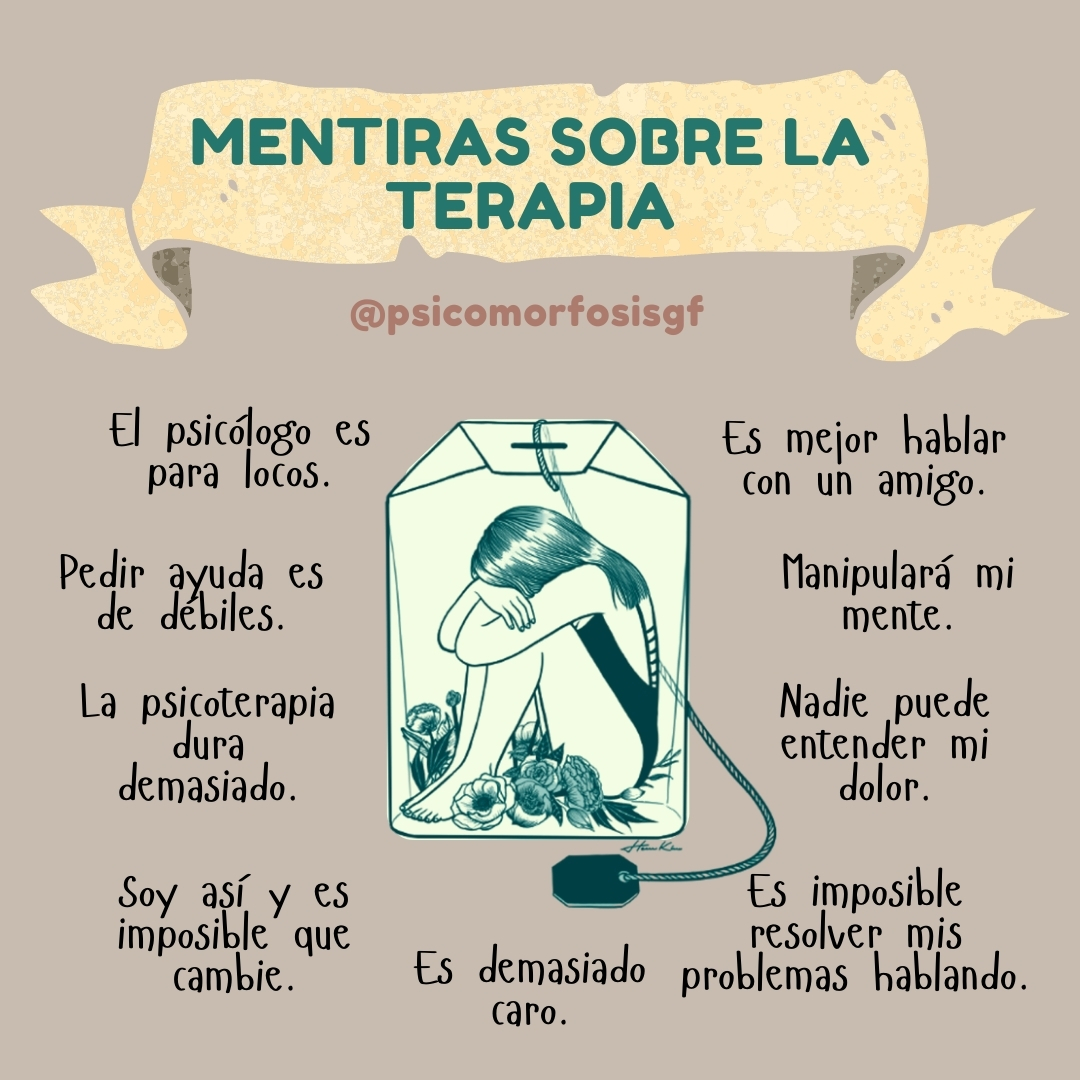 MENTIRAS SOBRE LA
TERAPIA
@psicomorfosisgf
El psicólogo es
para locos.
Pedir ayuda es
de débiles.
La psicoterapia
dura
demasiado.
Soy así y es
imposible que
cambie.
Es demasiado
caro.
Es mejor hablar
con un amigo.
Manipulará mi
mente.
Nadie puede
entender mi
dolor.
Es imposible
resolver mis
problemas hablando.